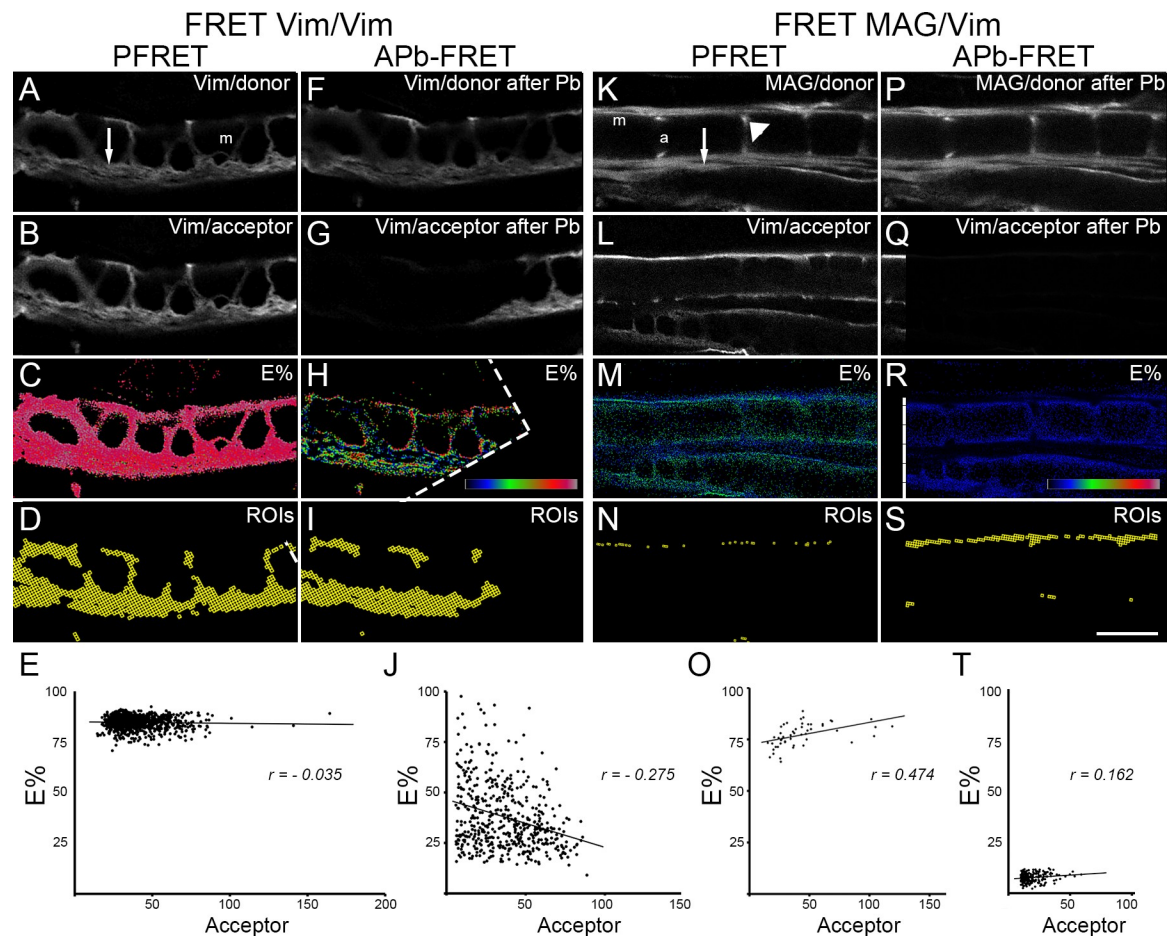 FRET Vim/Vim
FRET MAG/Vim
PFRET
APb-FRET
PFRET
APb-FRET
A
Vim/donor
m
F
Vim/donor after Pb
K
MAG/donor
m
a
P
MAG/donor after Pb
B
Vim/acceptor
G
Vim/acceptor after Pb
L
Vim/acceptor
Q
Vim/acceptor after Pb
C
E%
H
E%
M
E%
R
E%
D
ROIs
I
ROIs
N
ROIs
S
ROIs
E
100
75
50
25
E%
r = - 0.035
50
100
150
200
Acceptor
J
100
75
50
25
E%
r = - 0.275
50
100
150
Acceptor
O
100
75
50
25
E%
r = 0.474
50
100
150
Acceptor
T
100
75
50
25
E%
r = 0.162
50
100
Acceptor